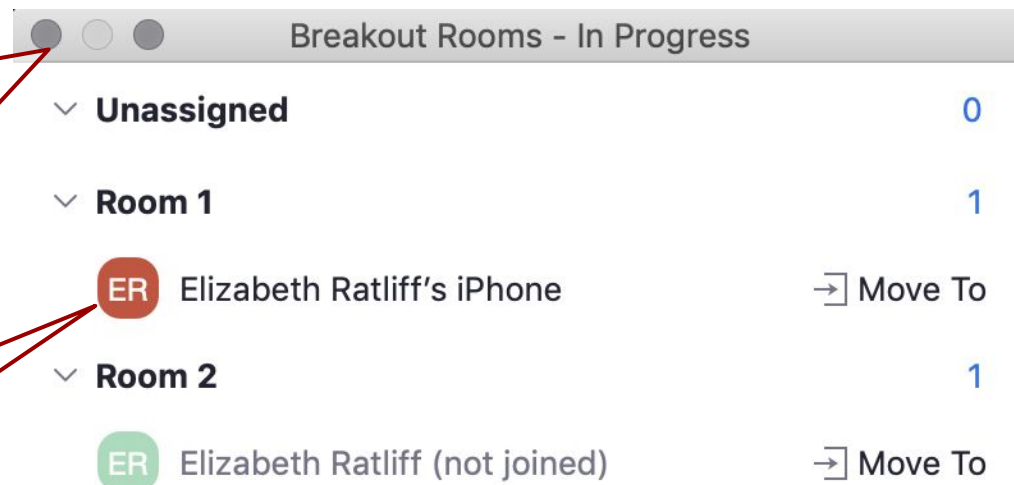 Breakout Rooms - In Progress
Unassigned 0
Room 1 1
ER Elizabeth Ratliff’s iPhone Move To
Room 2 1
ER Elizabeth Ratliff (not joined) Move To